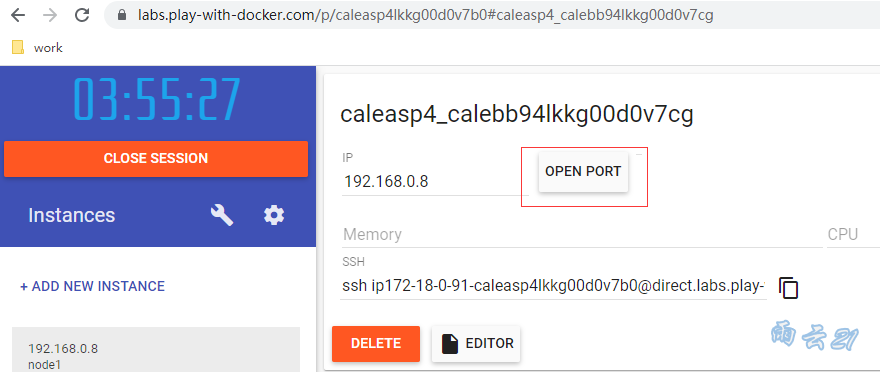 labs.play-with-docker.com/p/caleasp4lkkg00d0v7b0#caleasp4_calebb94lkkg00d0v7cg
work
03:55:27
CLOSE SESSION
Instances
+ ADD NEW INSTANCE
192.168.0.8
node1
caleasp4_calebb94lkkg00d0v7cg
IP
192.168.0.8
OPEN PORT
Memory
CPU
SSH
ssh ip172-18-0-91-caleasp4lkkg00d0v7b0@direct.labs.play-
DELETE
EDITOR
雨云21